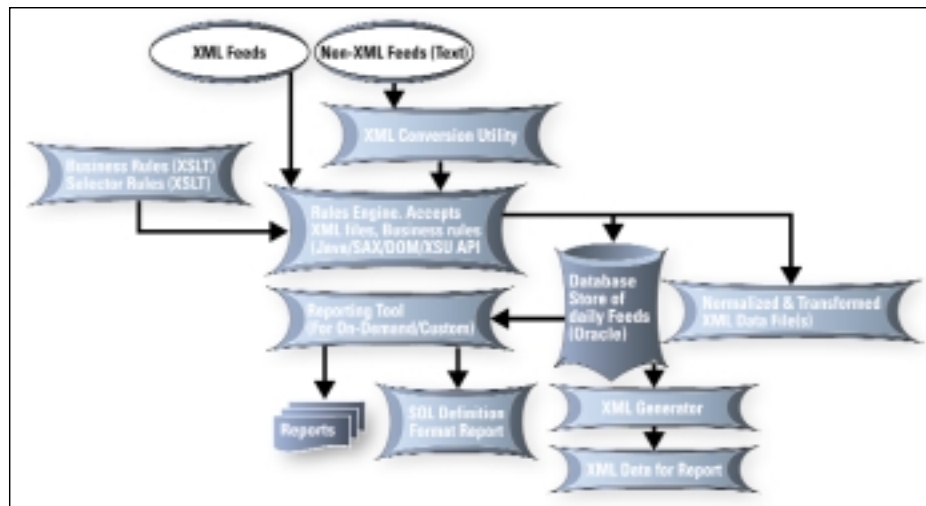 XML Feeds
Non-XML Feeds (Text)
XML Conversion Utility
Business Rules (XSLT)
Selector Rules (XSLT)
Rules Engine. Accepts
XML files, Business rules
(Java/SAX/DOM/XSU API
Database
Store of
daily Feeds
(Oracle)
Normalized & Transformed
XML Data File(s)
Reporting Tool
(For On-Demand/Custom)
Reports
SQL Definition
Format Report
XML Generator
XML Data for Report